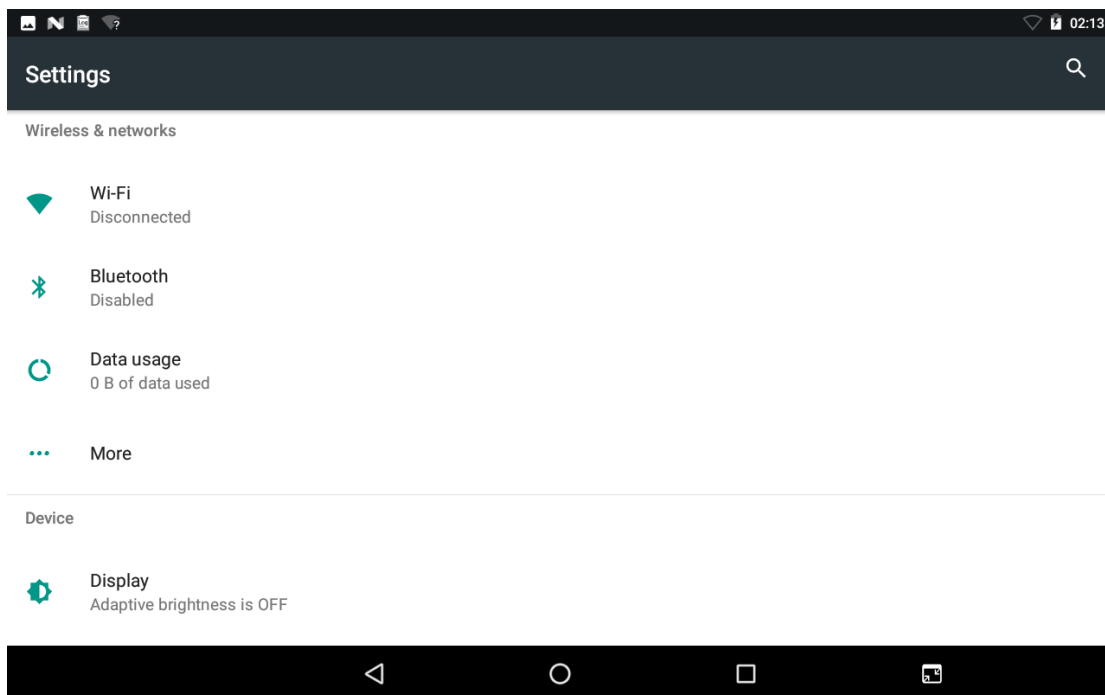 02:13
Settings
Wireless & networks
Wi-Fi
Disconnected
Bluetooth
Disabled
Data usage
0 B of data used
More
Device
Display
Adaptive brightness is OFF